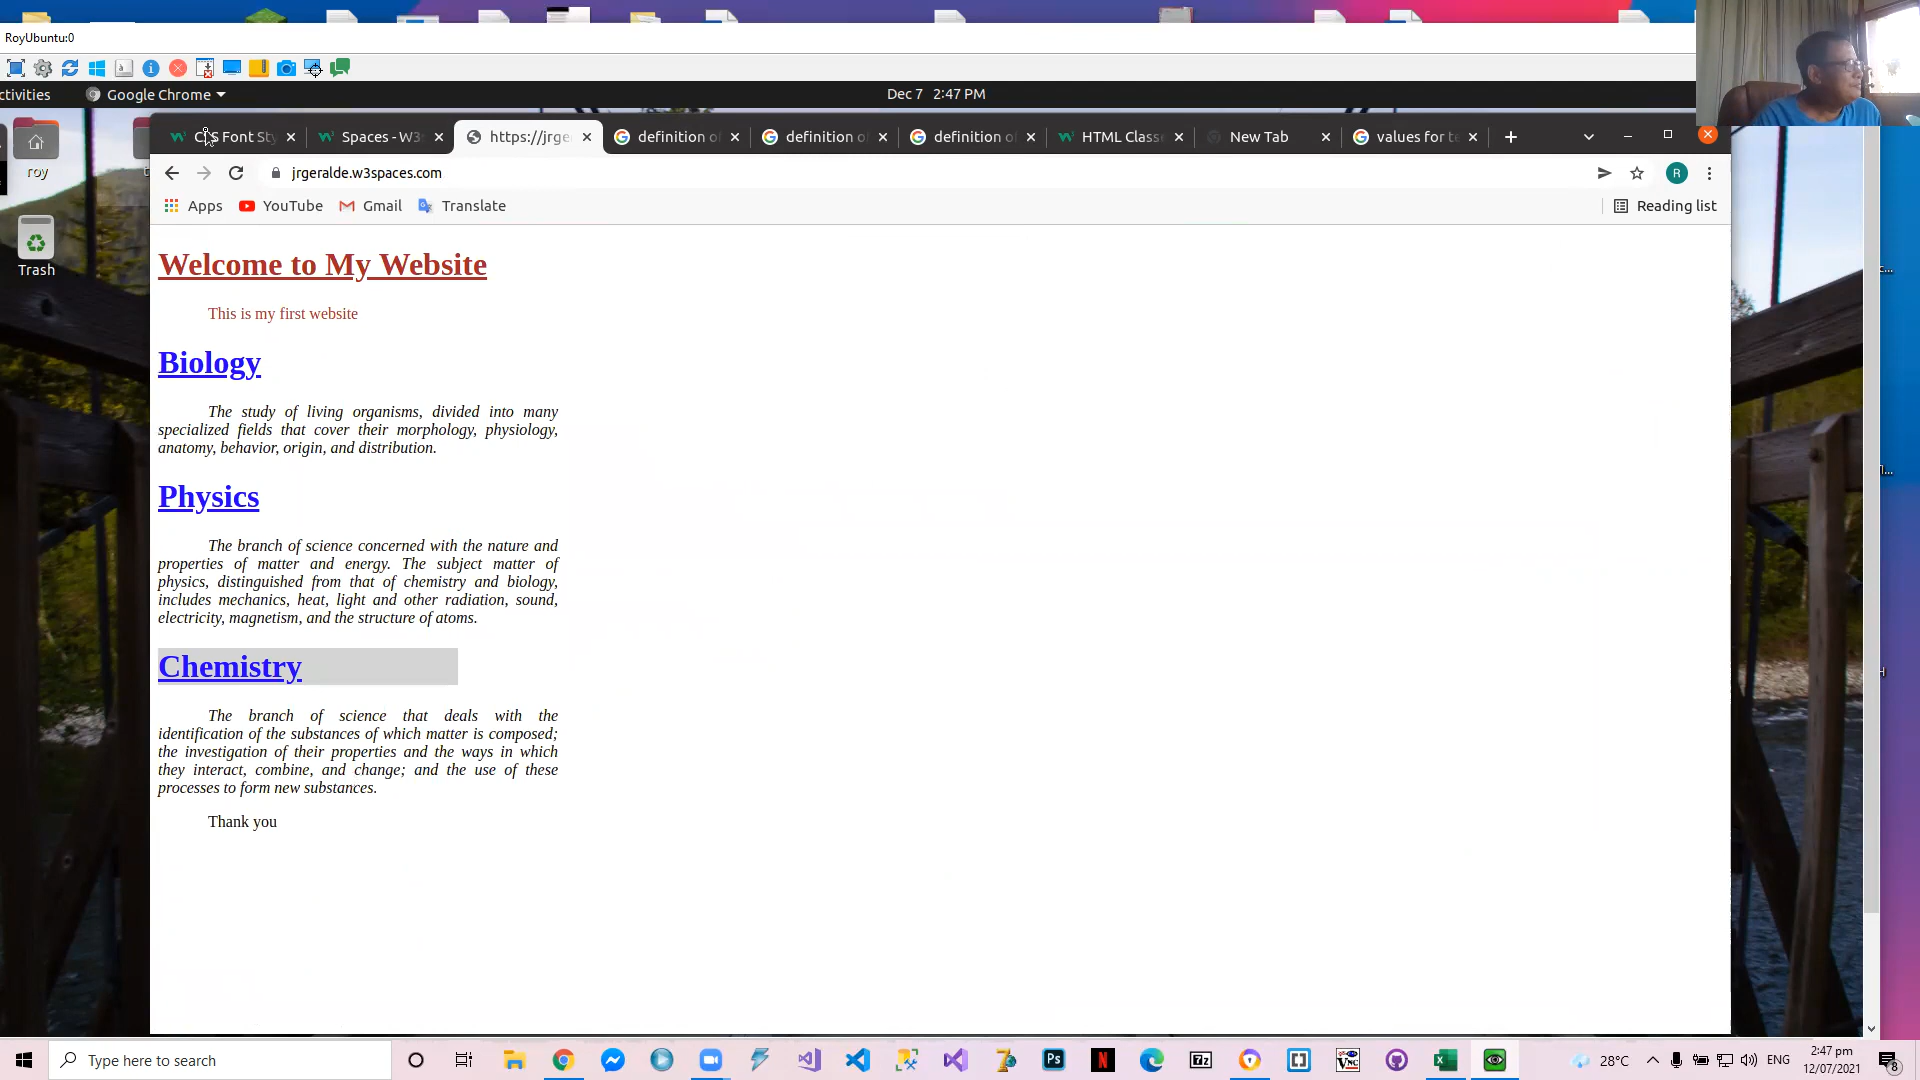 RoyUbuntu:0
ctivities
Google Chrome
Dec 7 2:47 PM
Spaces - W3
https://jrge
definition o
definition o
definition o
HTML Classe
New Tab
values for te
jrgeralde.w3spaces.com
Apps
YouTube
Gmail
Translate
Reading list
roy
Trash
Welcome to My Website
This is my first website
Biology
The study of living organisms, divided into many
specialized fields that cover their morphology, physiology,
anatomy, behavior, origin, and distribution.
Physics
The branch of science concerned with the nature and
properties of matter and energy. The subject matter of
physics, distinguished from that of chemistry and biology,
includes mechanics, heat, light and other radiation, sound,
electricity, magnetism, and the structure of atoms.
Chemistry
The branch of science that deals with the
identification of the substances of which matter is composed;
the investigation of their properties and the ways in which
they interact, combine, and change; and the use of these
processes to form new substances.
Thank you
Type here to search
28°C
ENG
2:47 pm
12/07/2021
8